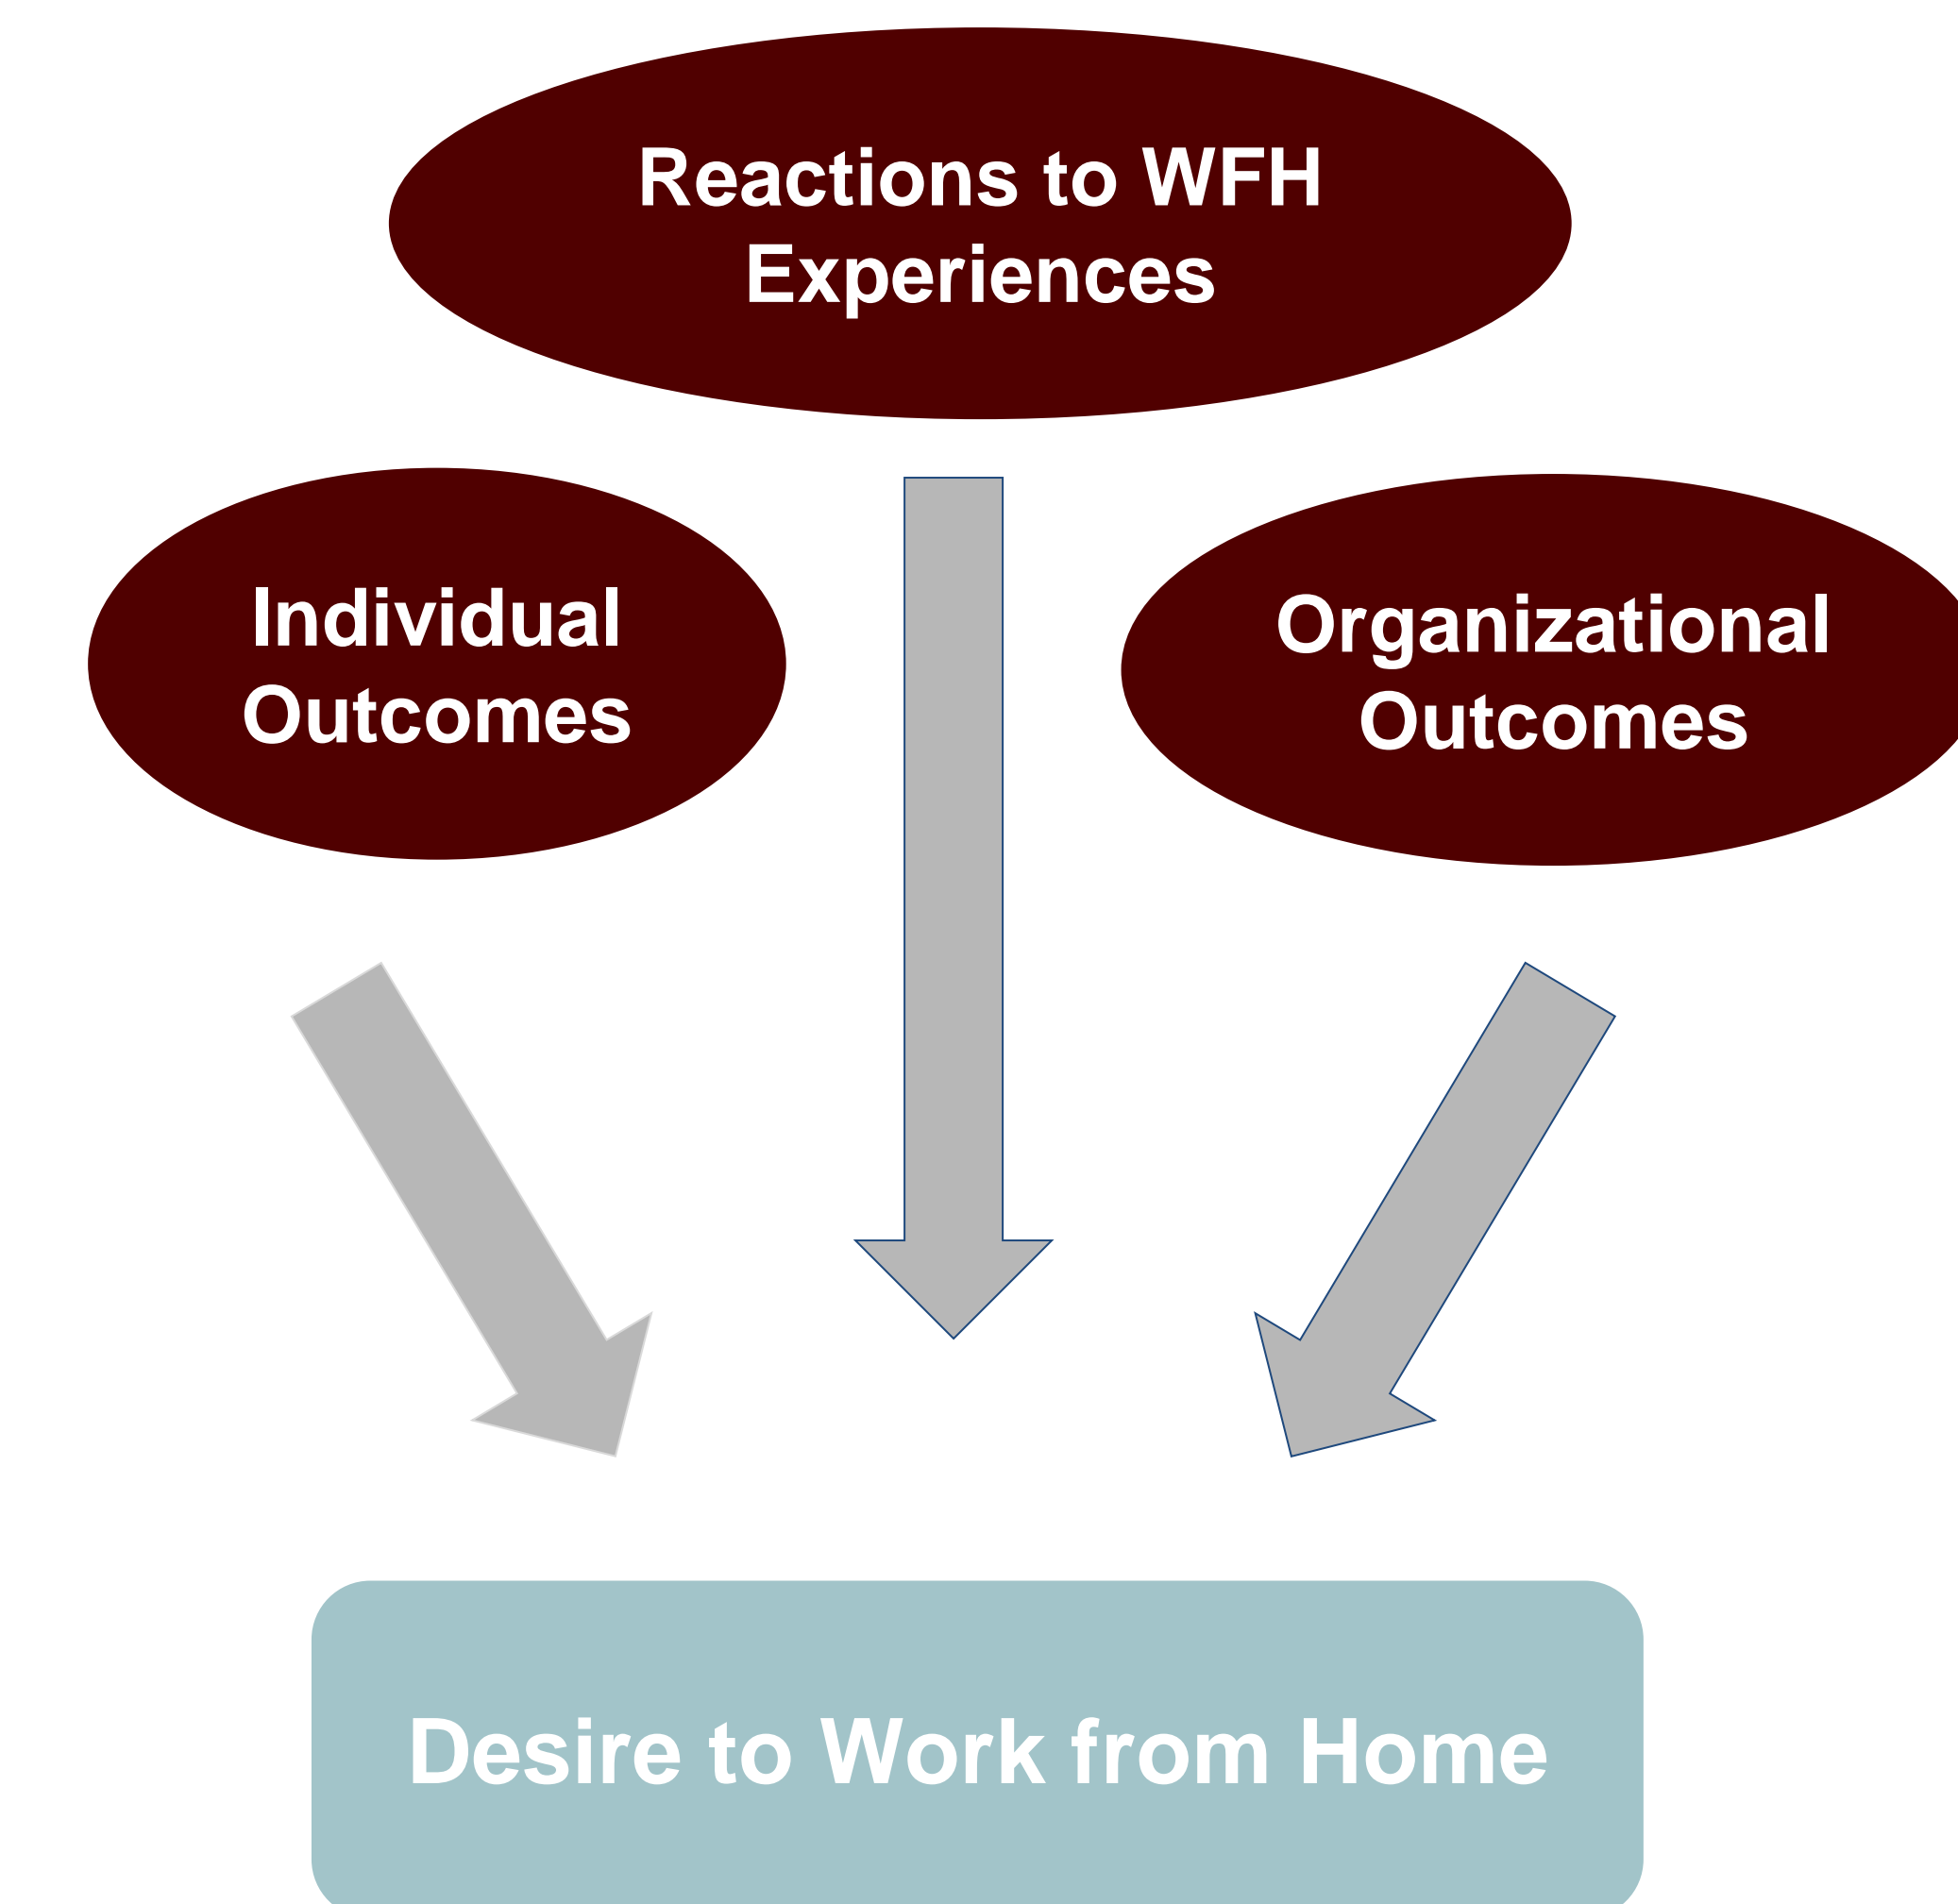 Reactions to WFH
Experiences
Individual
Outcomes
Organizational
Outcomes
Desire to Work from Home